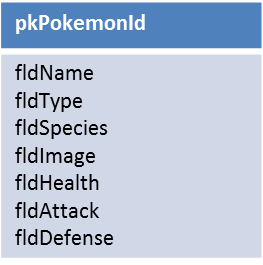 pkPokemonId
fldName
fldType
fldSpecies
fldImage
fldHealth
fldAttack
fldDefense